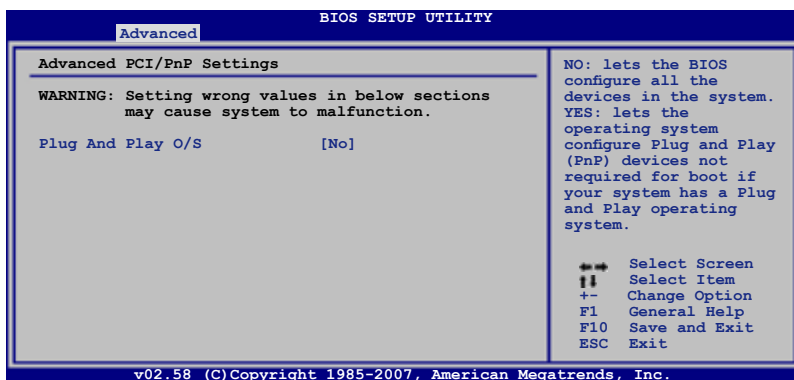 BIOS SETUP UTILITY
Advanced
Advanced PCI/PnP Settings
WARNING: Setting wrong values in below sections
may cause system to malfunction.
Plug And Play O/S [No]
NO: lets the BIOS
configure all the
devices in the system.
YES: lets the
operating system
configure Plug and Play
(PnP) devices not
required for boot if
your system has a Plug
and Play operating
system.
Select Screen
Select Item
+- Change Option
F1 General Help
F10 Save and Exit
ESC Exit
v02.58 (C)Copyright 1985-2007, American Megatrends, Inc.